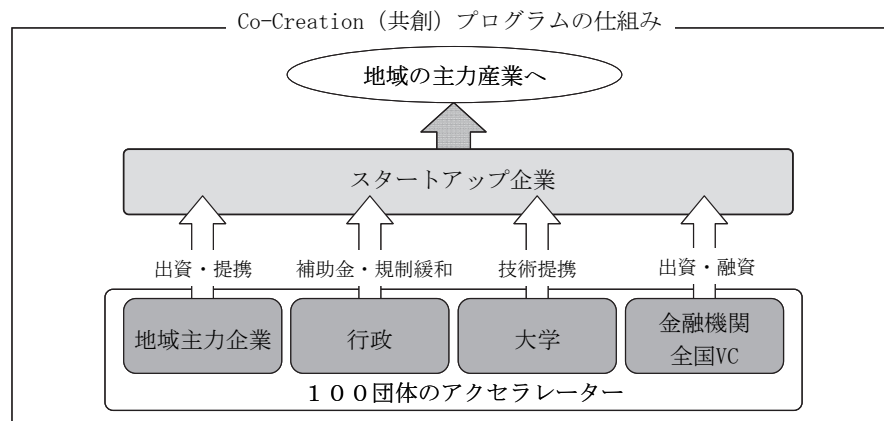 Co-Creation（共創）プログラムの仕組み
地域の主力産業へ
スタートアップ企業
出資・提携
補助金・規制緩和
技術提携
出資・融資
地域主力企業
行政
大学
金融機関
全国VC
１００団体のアクセラレーター